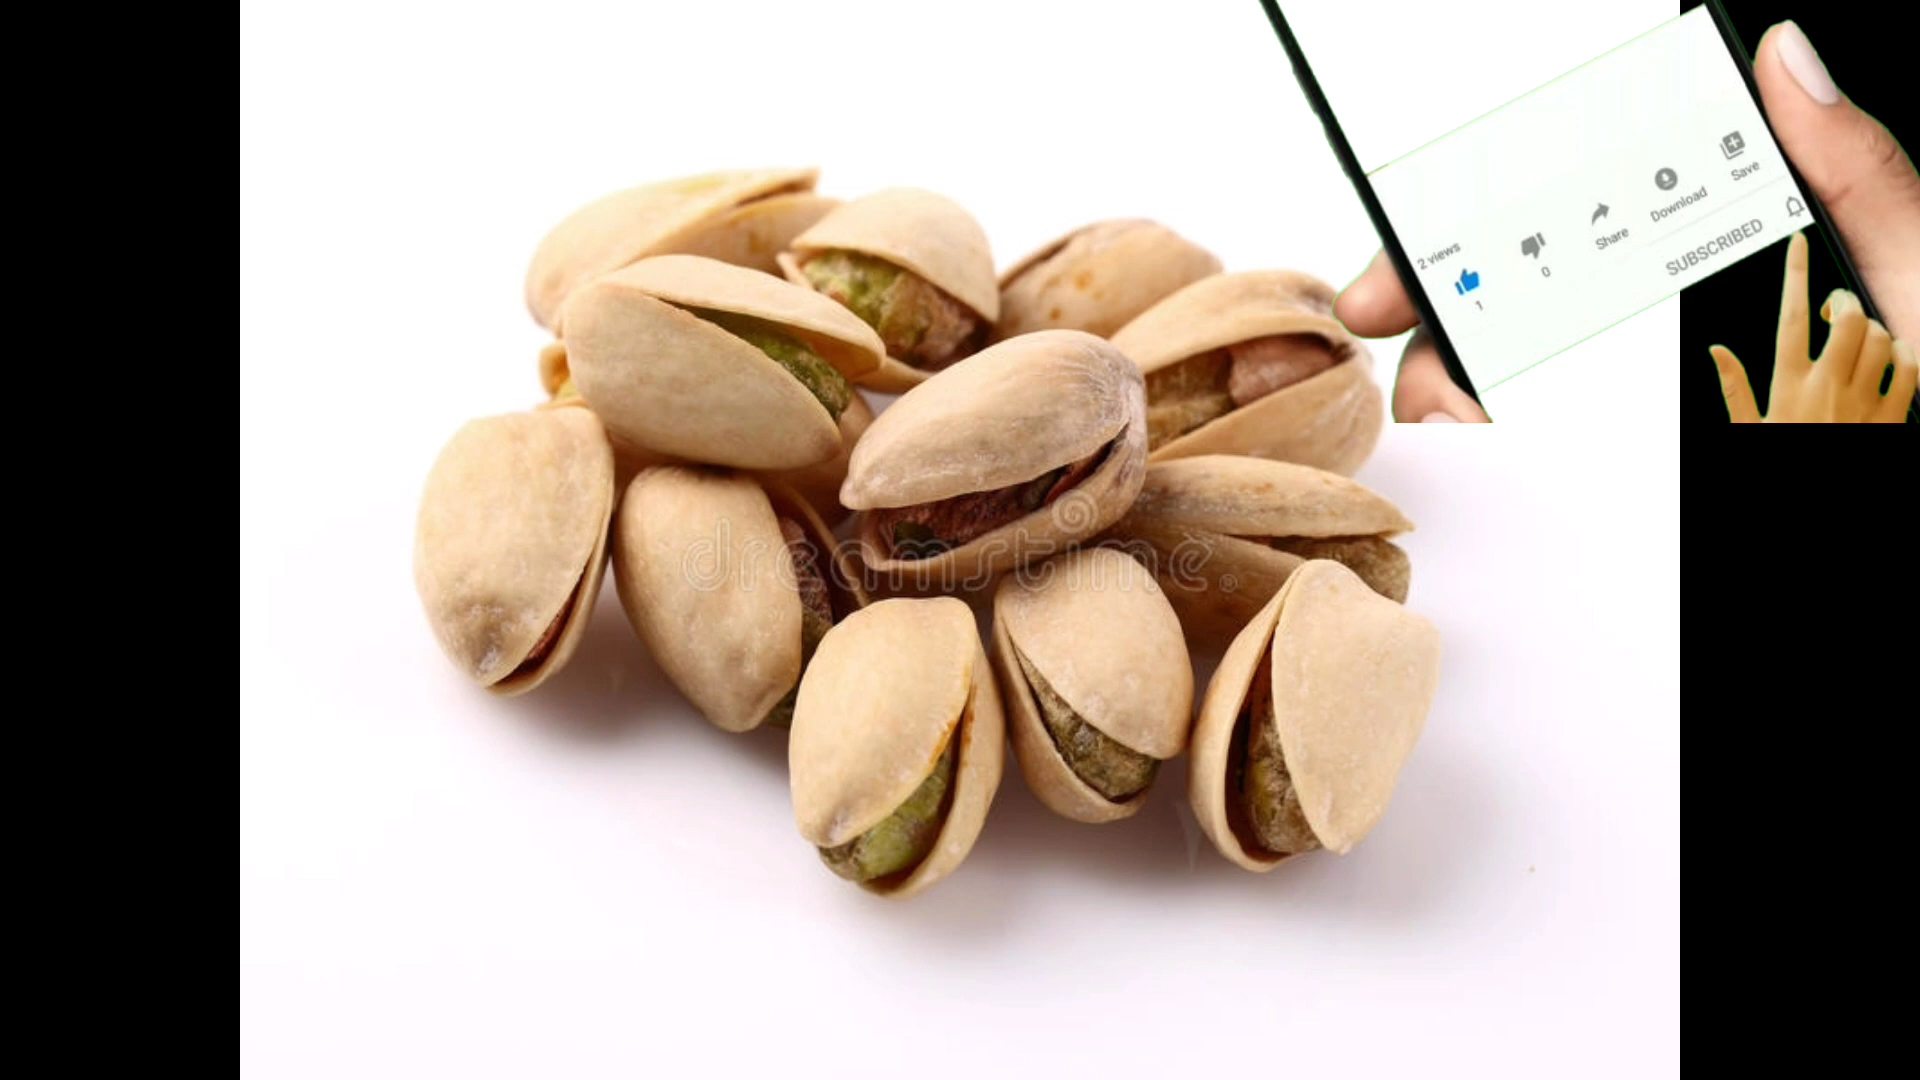 2 views
1
0
Share
Download
Save
SUBSCRIBED
dreamstime.